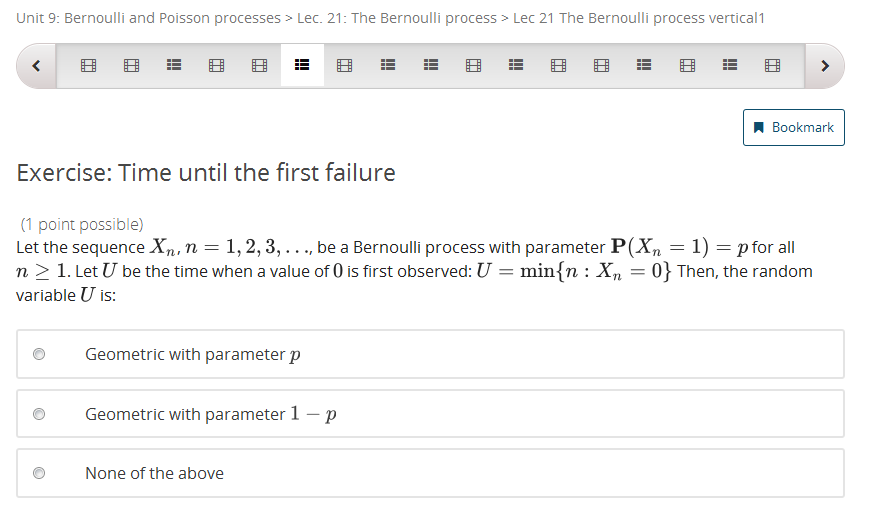 Unit 9: Bernoulli and Poisson processes > Lec. 21: The Bernoulli process > Lec 21 The Bernoulli process vertical1
Bookmark
Exercise: Time until the first failure
(1 point possible)
Let the sequence Xₙ, n = 1, 2, 3, . . ., be a Bernoulli process with parameter P(Xₙ = 1) = p for all
n ≥ 1. Let U be the time when a value of 0 is first observed: U = min{n : Xₙ = 0} Then, the random
variable U is:
Geometric with parameter p
Geometric with parameter 1 − p
None of the above